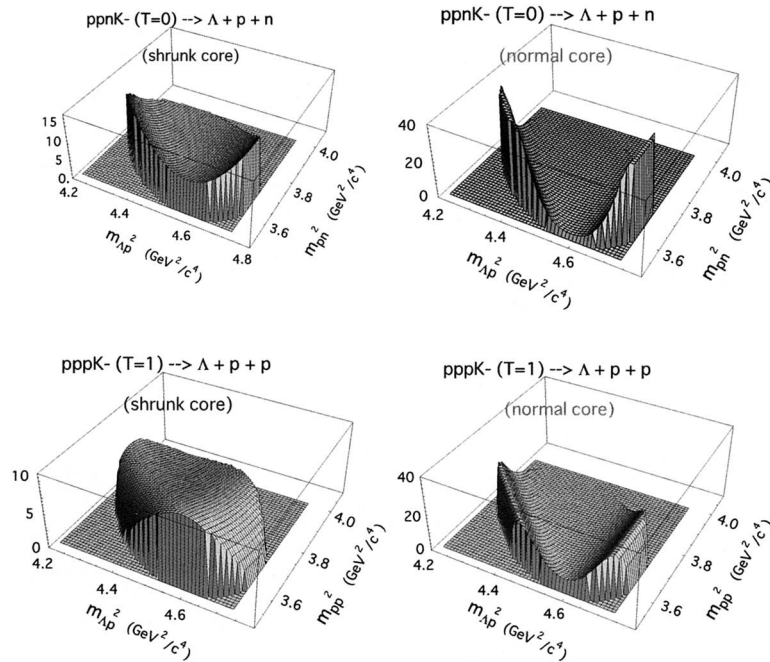 ppnK- (T=0) --> Λ + p + n
(shrunk core)
15
10
5
0
4.2
4.4
4.6
4.8
m_Λp^2 (GeV^2/c^4)
3.6
3.8
4.0
m_pn^2 (GeV^2/c^4)
ppnK- (T=0) --> Λ + p + n
(normal core)
40
20
0
4.2
4.4
4.6
m_Λp^2 (GeV^2/c^4)
3.6
3.8
4.0
m_pn^2 (GeV^2/c^4)
pppK- (T=1) --> Λ + p + p
(shrunk core)
10
5
0
4.2
4.4
4.6
m_Λp^2 (GeV^2/c^4)
3.6
3.8
4.0
m_pp^2 (GeV^2/c^4)
pppK- (T=1) --> Λ + p + p
(normal core)
40
20
0
4.2
4.4
4.6
m_Λp^2 (GeV^2/c^4)
3.6
3.8
4.0
m_pp^2 (GeV^2/c^4)